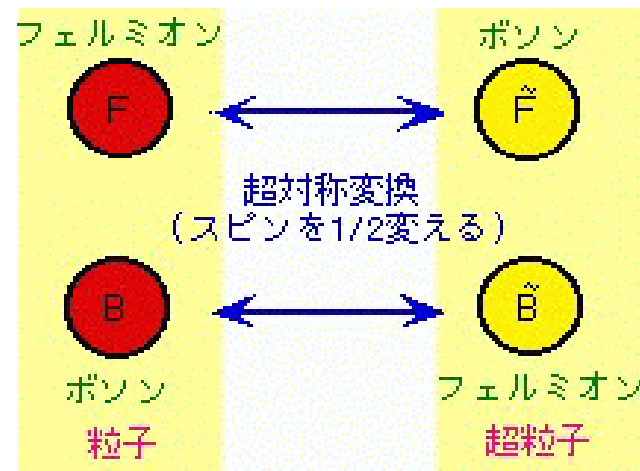 フェルミオン
ボソン
F
F̃
超対称変換
（スピンを1/2変える）
B
B̃
ボソン
フェルミオン
粒子
超粒子